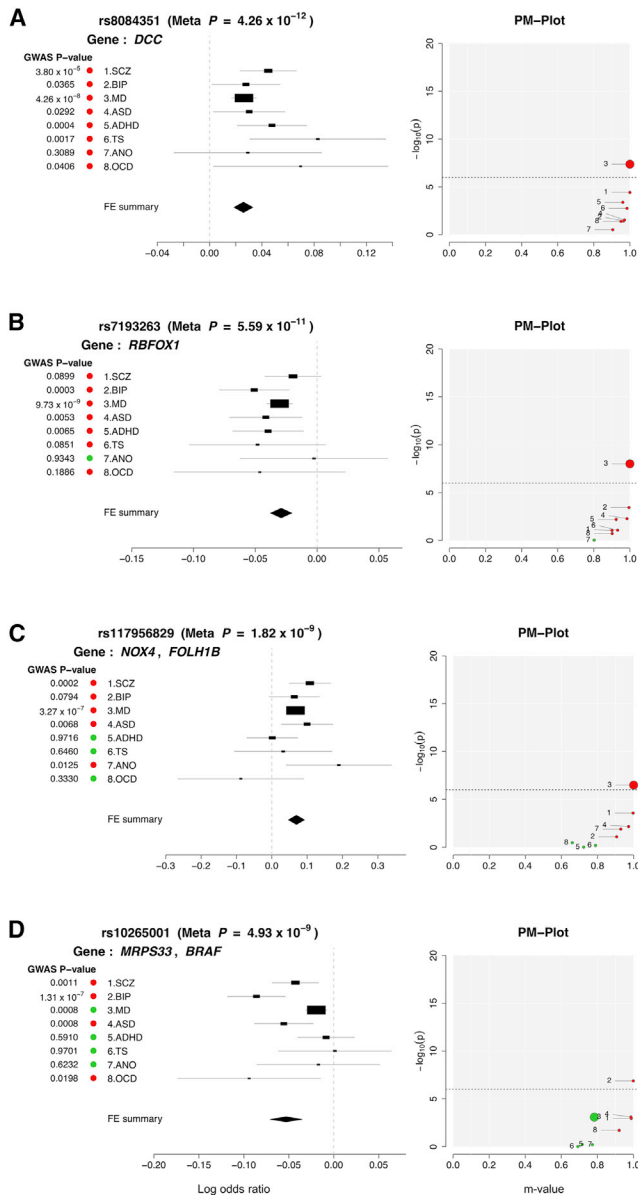 A
rs8084351 (Meta P = 4.26 x 10−12)
Gene : DCC
GWAS P-value
3.80 x 10−5 1.SCZ
0.0365 2.BIP
4.26 x 10−8 3.MD
0.0292 4.ASD
0.0004 5.ADHD
0.0017 6.TS
0.3089 7.ANO
0.0406 8.OCD
FE summary
−0.04 0.00 0.04 0.08 0.12
PM−Plot
−log10(p)
20
15
10
5
0
3
1
5
6
8
7
0.0 0.2 0.4 0.6 0.8 1.0
B
rs7193263 (Meta P = 5.59 x 10−11)
Gene : RBFOX1
GWAS P-value
0.0899 1.SCZ
0.0003 2.BIP
9.73 x 10−9 3.MD
0.0053 4.ASD
0.0065 5.ADHD
0.0851 6.TS
0.9343 7.ANO
0.1886 8.OCD
FE summary
−0.15 −0.10 −0.05 0.00 0.05
PM−Plot
−log10(p)
20
15
10
5
0
3
2
4
5
6
1
8
7
0.0 0.2 0.4 0.6 0.8 1.0
C
rs117956829 (Meta P = 1.82 x 10−9)
Gene : NOX4 , FOLH1B
GWAS P-value
0.0002 1.SCZ
0.0794 2.BIP
3.27 x 10−7 3.MD
0.0068 4.ASD
0.9716 5.ADHD
0.6460 6.TS
0.0125 7.ANO
0.3330 8.OCD
FE summary
−0.3 −0.2 −0.1 0.0 0.1 0.2 0.3
PM−Plot
−log10(p)
20
15
10
5
0
3
1
4
7
2
8
5 6
0.0 0.2 0.4 0.6 0.8 1.0
D
rs10265001 (Meta P = 4.93 x 10−9)
Gene : MRPS33 , BRAF
GWAS P-value
0.0011 1.SCZ
1.31 x 10−7 2.BIP
0.0008 3.MD
0.0008 4.ASD
0.5910 5.ADHD
0.9701 6.TS
0.6232 7.ANO
0.0198 8.OCD
FE summary
−0.20 −0.15 −0.10 −0.05 0.00 0.05
Log odds ratio
PM−Plot
−log10(p)
20
15
10
5
0
2
4
3 1
8
6 5 7
0.0 0.2 0.4 0.6 0.8 1.0
m-value